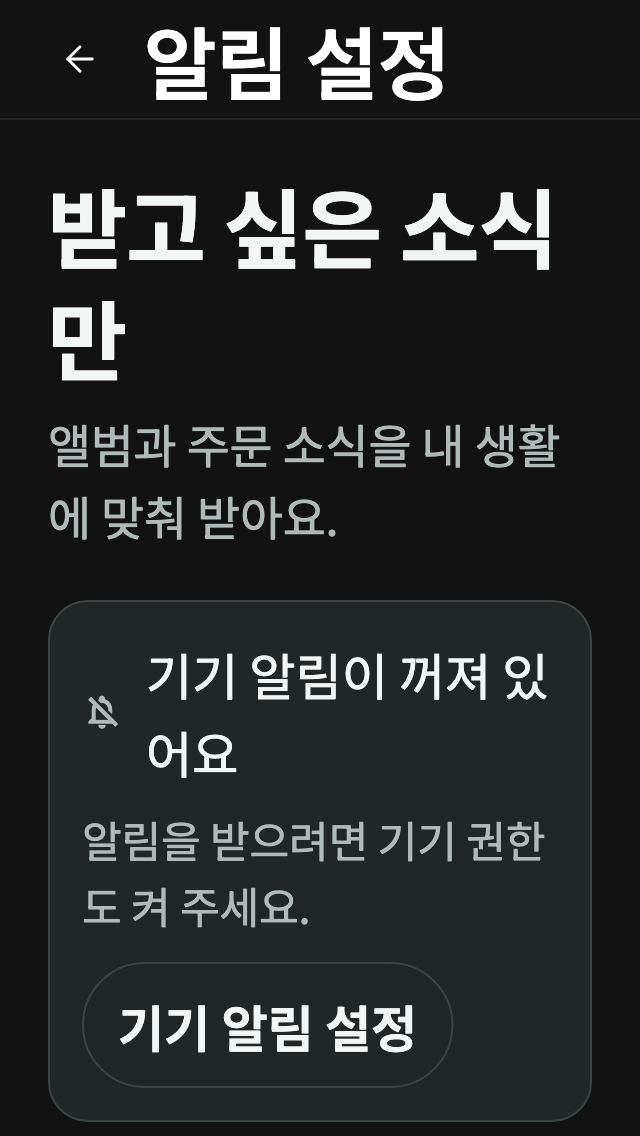 알림 설정
받고 싶은 소식
만
앨범과 주문 소식을 내 생활
에 맞춰 받아요.
기기 알림이 꺼져 있
어요
알림을 받으려면 기기 권한
도 켜 주세요.
기기 알림 설정